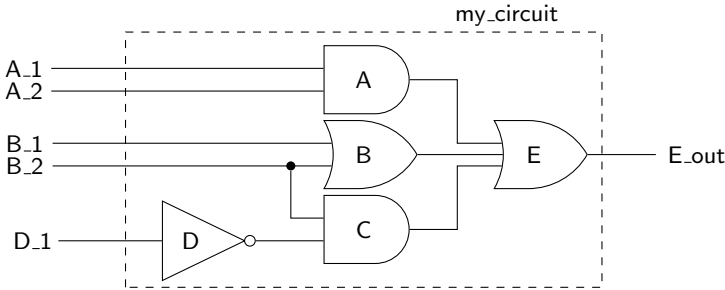 my_circuit
A_1
A_2
A
B_1
B_2
B
E
E_out
C
D_1
D